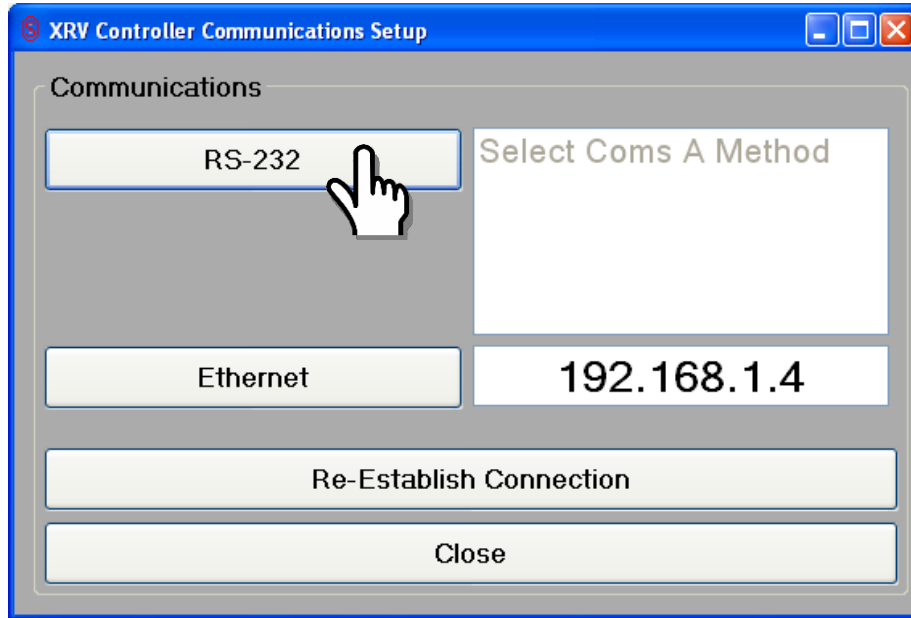 XRV Controller Communications Setup
Communications
RS-232
Select Coms A Method
Ethernet
192.168.1.4
Re-Establish Connection
Close